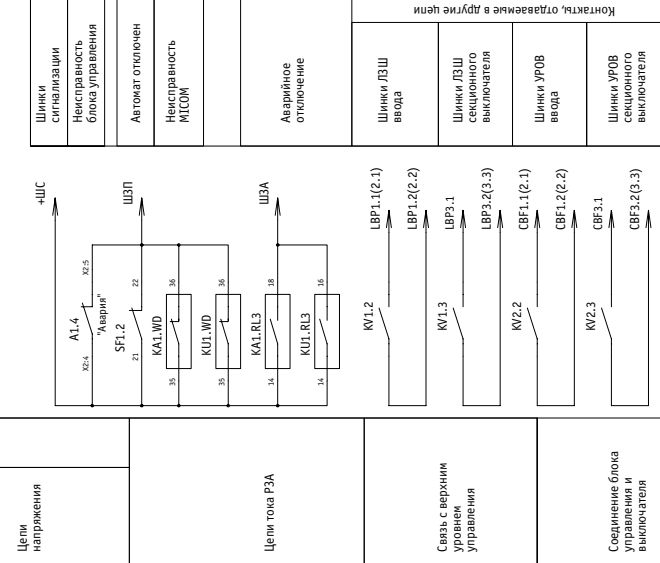 Контакты, отдаваемые в другие цепи
Шинки
сигнализации
Неисправность
блока управления
Автомат отключен
Неисправность
MICOM
Аварийное
отключение
Шинки ЛЗШ
ввода
Шинки ЛЗШ
секционного
выключателя
Шинки УРОВ
ввода
Шинки УРОВ
секционного
выключателя
+ШС
ШЗП
ШЗА
LBP1.1(2.1)
LBP1.2(2.2)
LBP3.1
LBP3.2(3.3)
CBF1.1(2.1)
CBF1.2(2.2)
CBF3.1
CBF3.2(3.3)
X2:4
A1.4
"Авария"
X2:5
21
SF1.2
22
35
KA1.WD
36
35
KU1.WD
36
14
KA1.RL3
18
14
KU1.RL3
16
KV1.2
KV1.3
KV2.2
KV2.3
Цепи
напряжения
Цепи тока РЗА
Связь с верхним
уровнем
управления
Соединение блока
управления и
выключателя